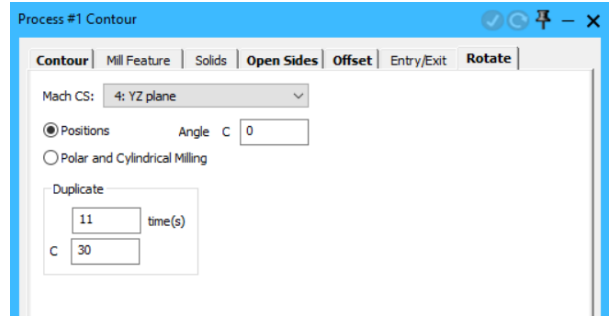 Process #1 Contour
Contour Mill Feature Solids Open Sides Offset Entry/Exit Rotate
Mach CS: 4: YZ plane
Positions Angle C 0
Polar and Cylindrical Milling
Duplicate
11 time(s)
C 30